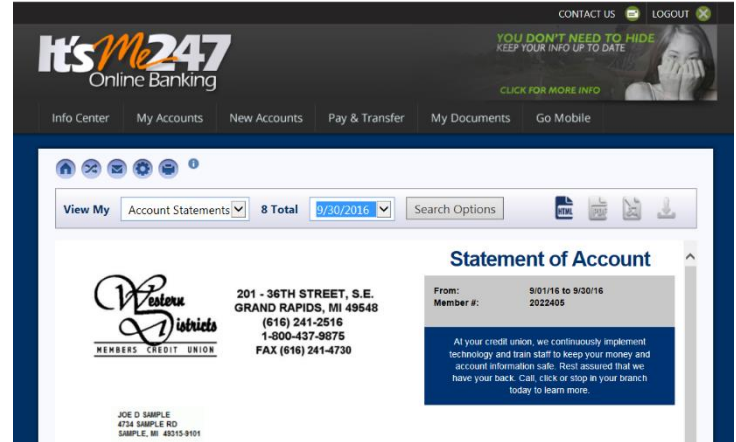 CONTACT US
LOGOUT
It's Me 247
Online Banking
YOU DON'T NEED TO HIDE
KEEP YOUR INFO UP TO DATE
CLICK FOR MORE INFO
Info Center My Accounts New Accounts Pay & Transfer My Documents Go Mobile
View My Account Statements 8 Total 9/30/2016 Search Options HTML PDF
Statement of Account
From: 9/01/16 to 9/30/16
Member #: 2022405
Western
Districts
MEMBERS CREDIT UNION
201 - 36TH STREET, S.E.
GRAND RAPIDS, MI 49548
(616) 241-2516
1-800-437-9875
FAX (616) 241-4730
At your credit union, we continuously implement
technology and train staff to keep your money and
account information safe. Rest assured that we
have your back. Call, click or stop in your branch
today to learn more.
JOE D SAMPLE
4734 SAMPLE RD
SAMPLE, MI 49315-9101